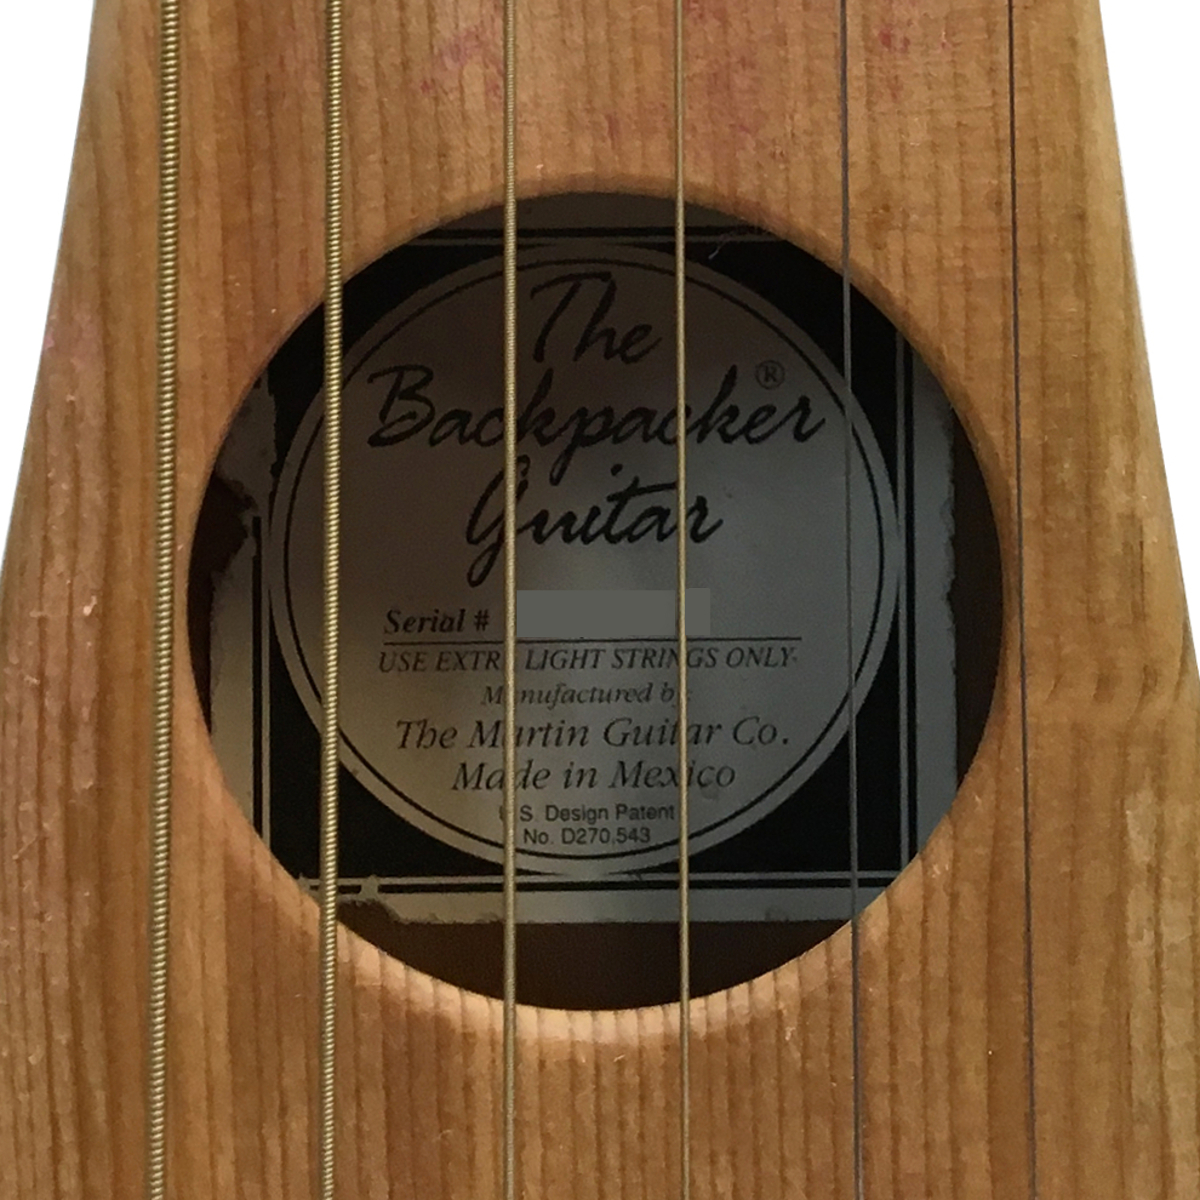 The
Backpacker®
Guitar
Serial #
USE EXTRA LIGHT STRINGS ONLY
Manufactured by:
The Martin Guitar Co.
Made in Mexico
U.S. Design Patent
No. D270,543